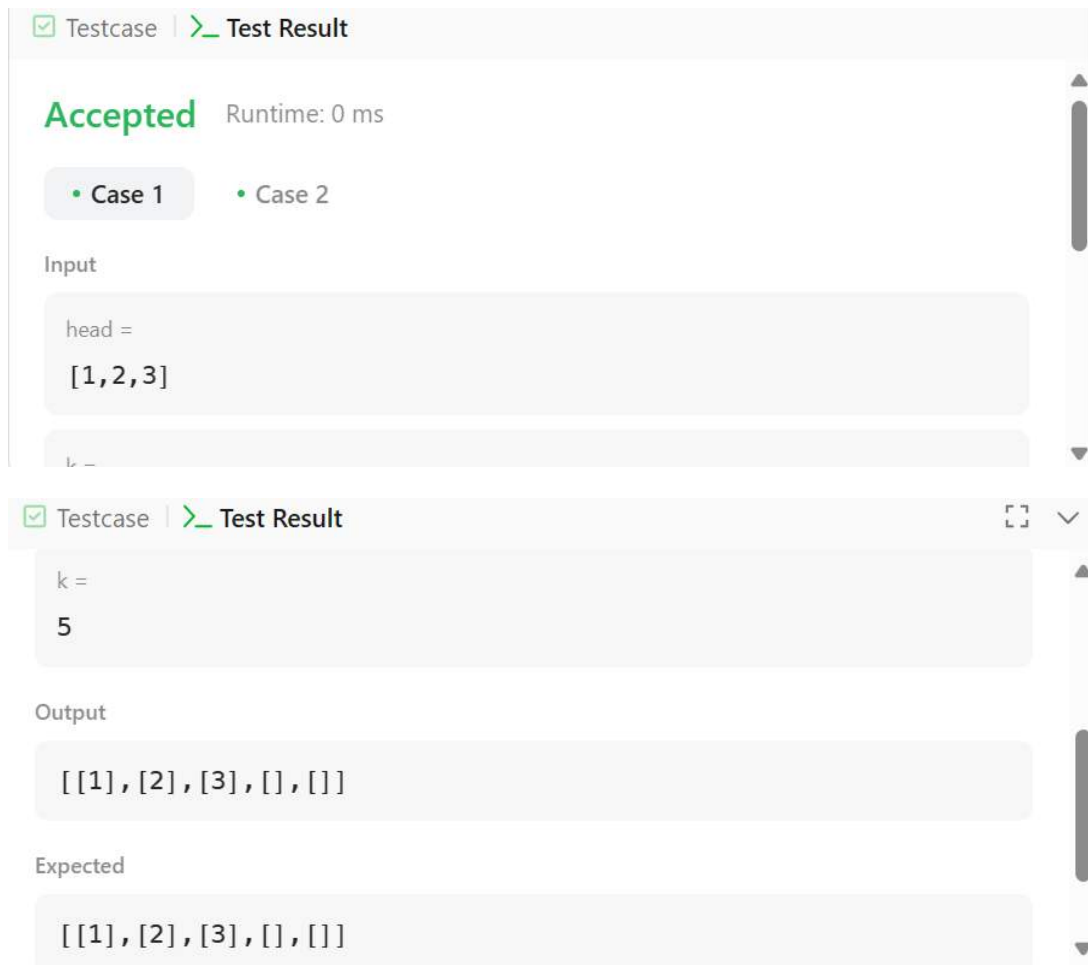 Testcase Test Result
Accepted Runtime: 0 ms
• Case 1 • Case 2
Input
head =
[1,2,3]
k =
Testcase Test Result
k =
5
Output
[[1],[2],[3],[],[]]
Expected
[[1],[2],[3],[],[]]